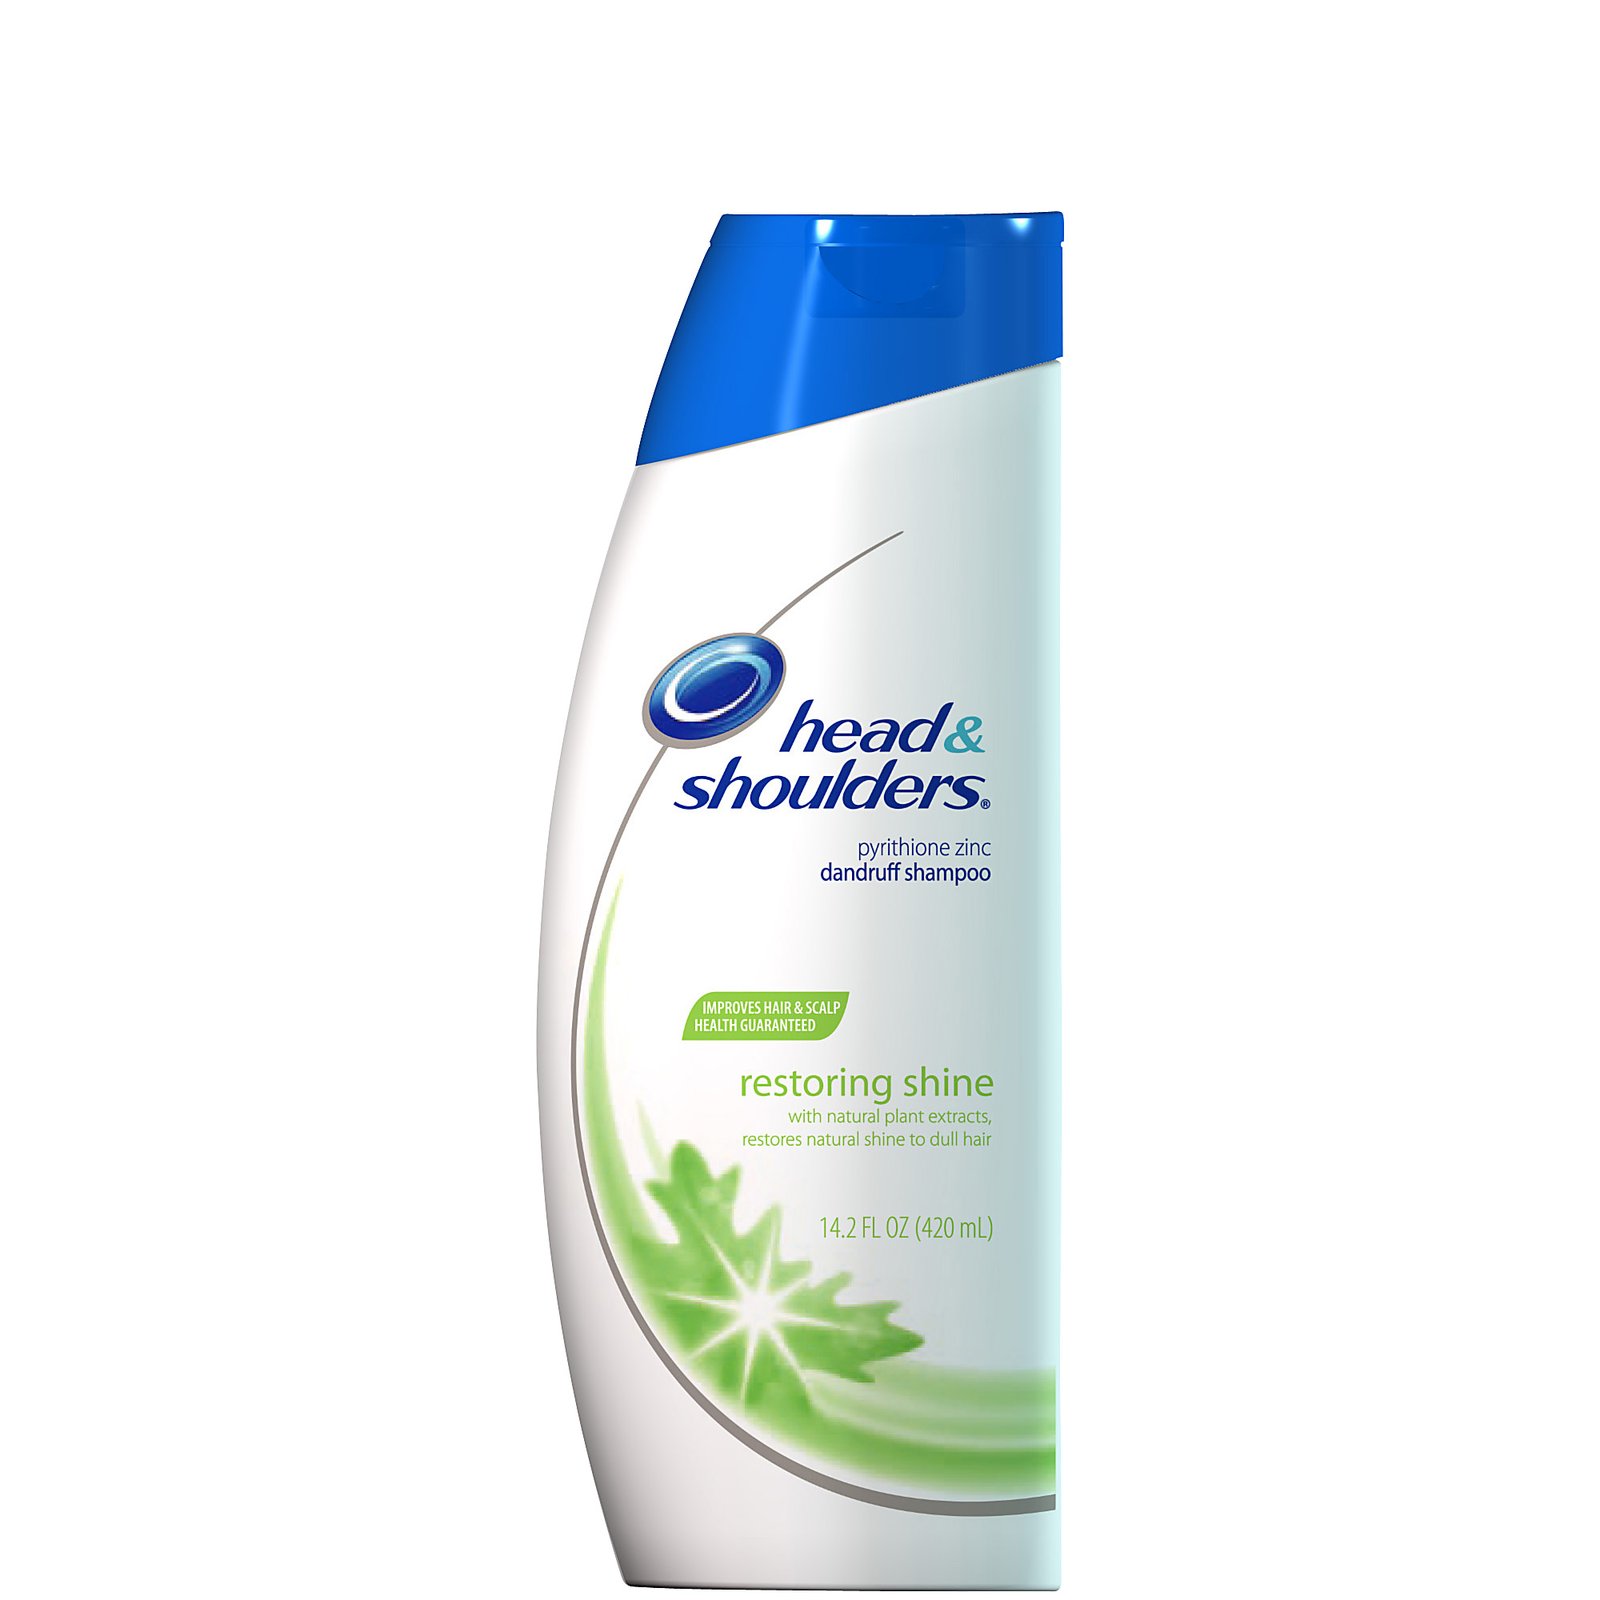 head &
shoulders®
pyrithione zinc
dandruff shampoo
IMPROVES HAIR & SCALP
HEALTH GUARANTEED
restoring shine
with natural plant extracts,
restores natural shine to dull hair
14.2 FL OZ (420 mL)